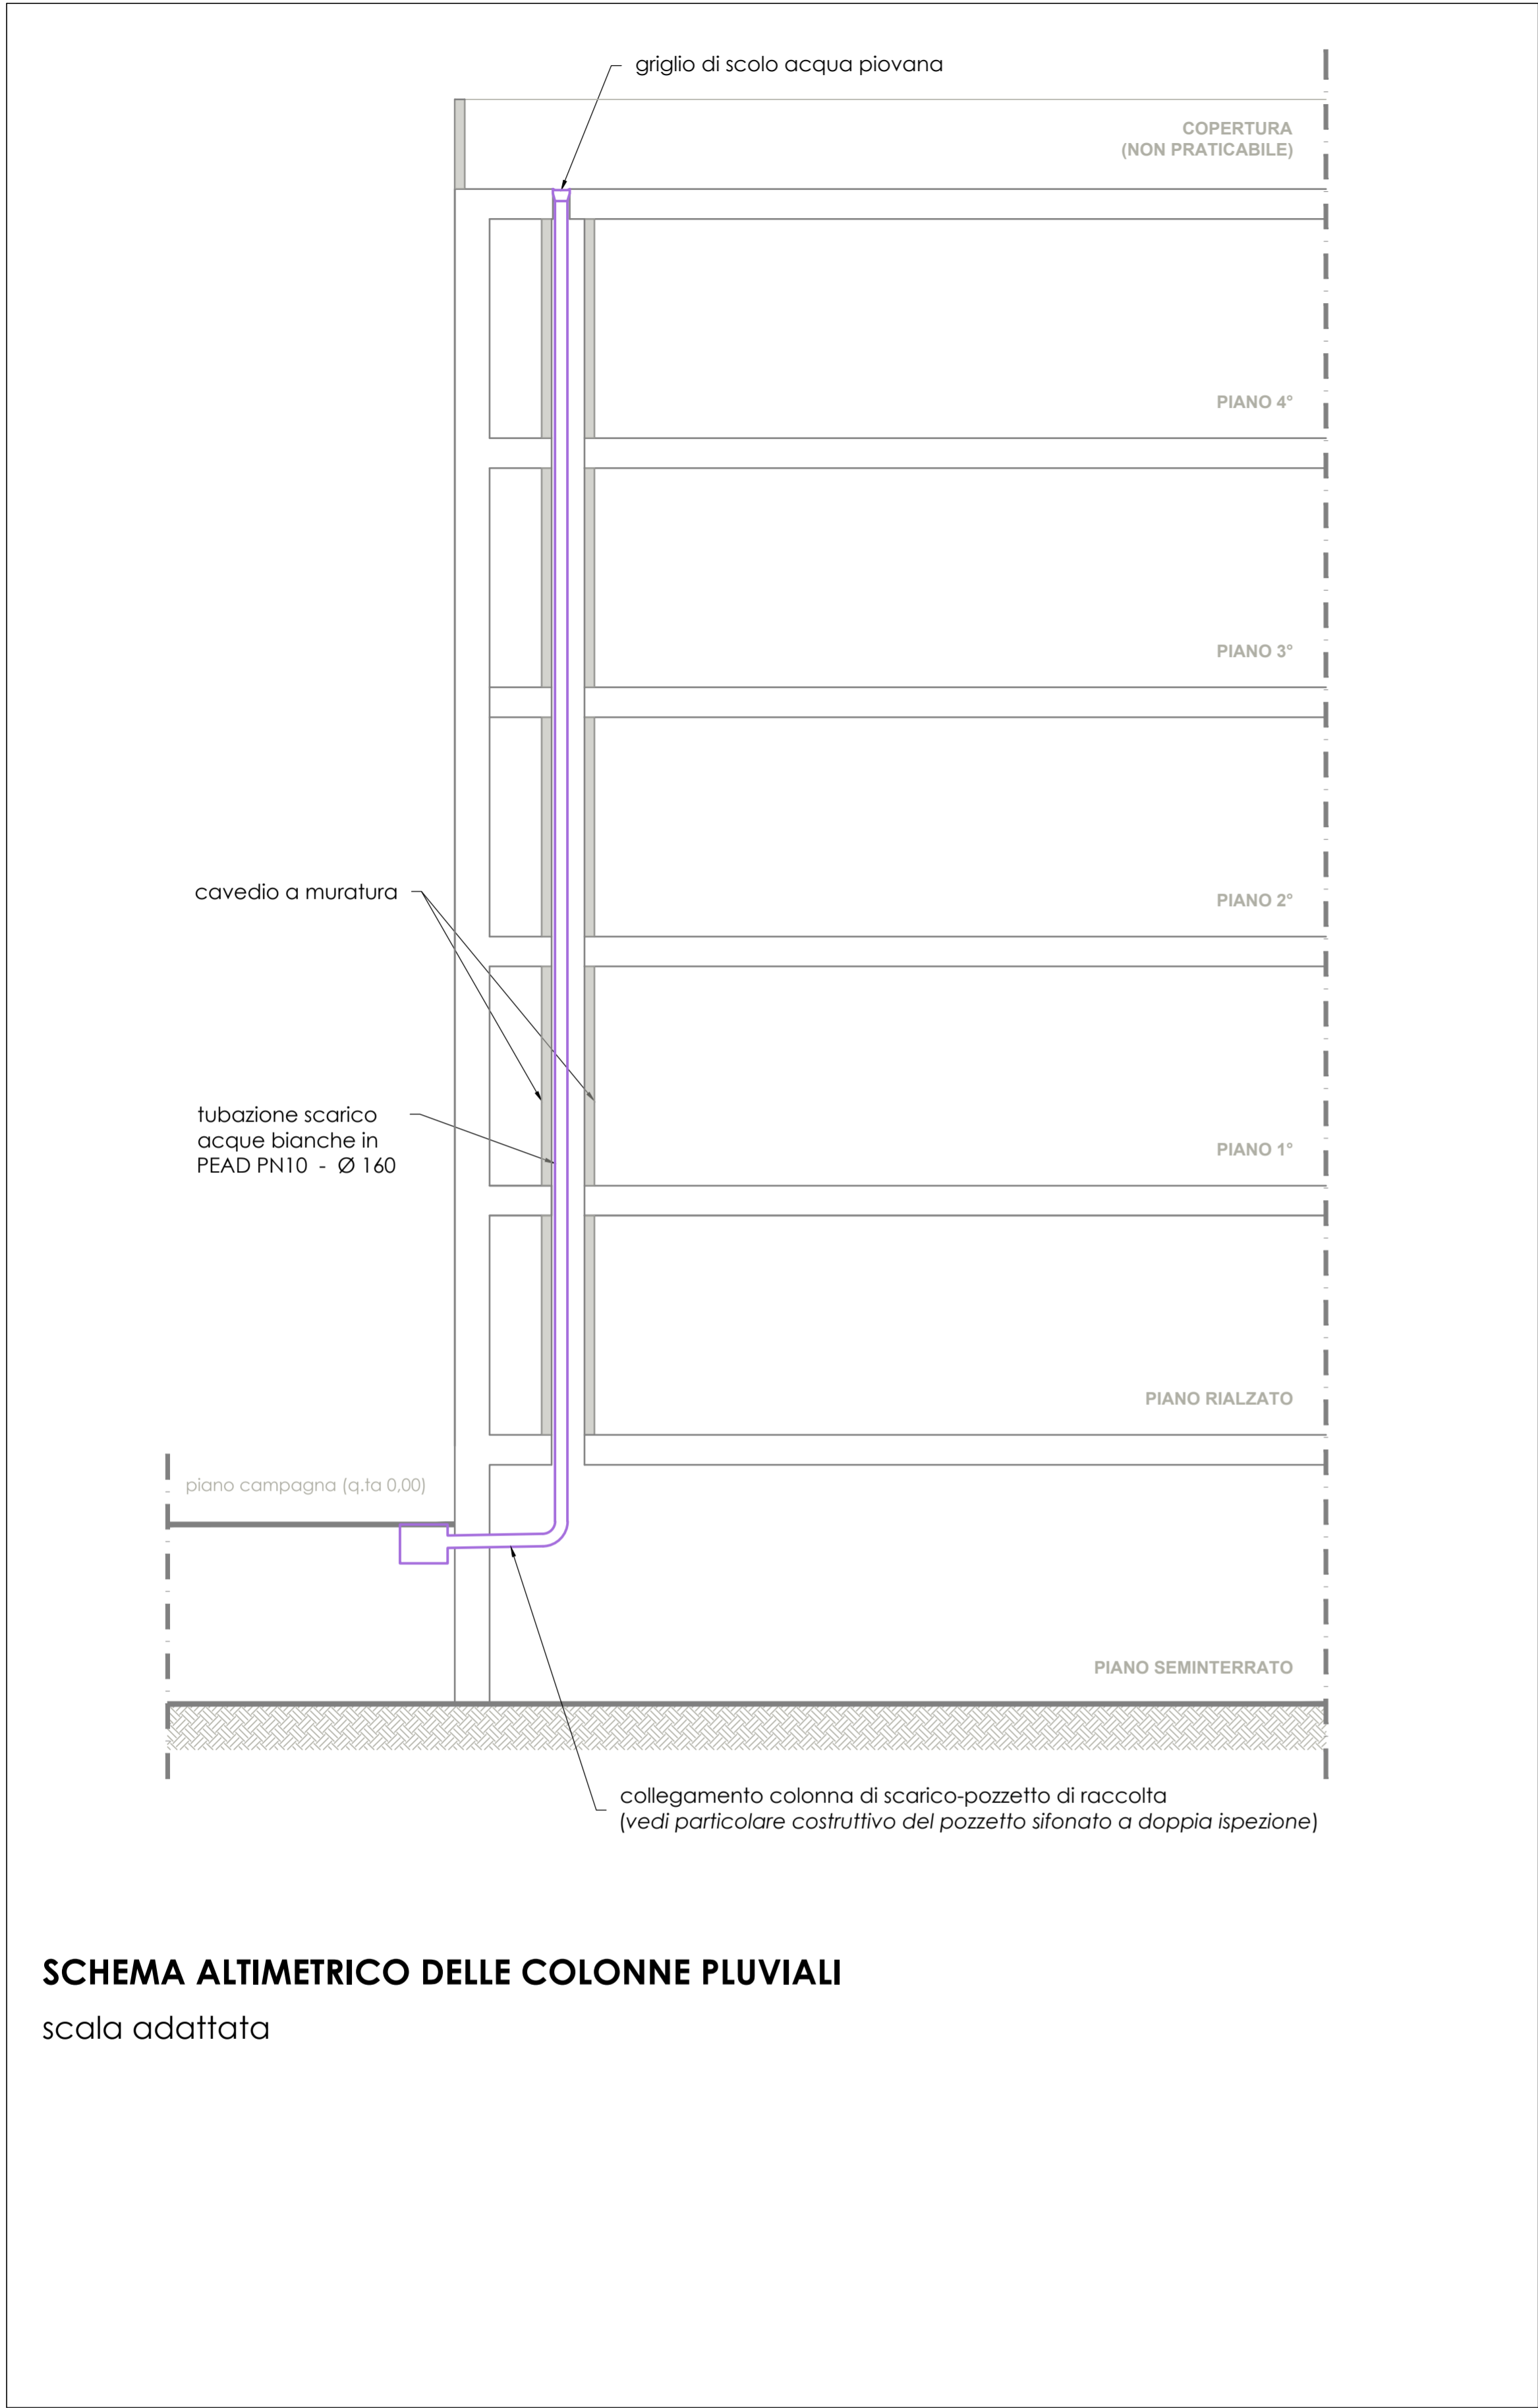 griglio di scolo acqua piovana
COPERTURA
(NON PRATICABILE)
PIANO 4°
PIANO 3°
cavedio a muratura
PIANO 2°
tubazione scarico
acque bianche in
PEAD PN10 - Ø 160
PIANO 1°
PIANO RIALZATO
piano campagna (q.ta 0,00)
PIANO SEMINTERRATO
collegamento colonna di scarico-pozzetto di raccolta
(vedi particolare costruttivo del pozzetto sifonato a doppia ispezione)
SCHEMA ALTIMETRICO DELLE COLONNE PLUVIALI
scala adattata